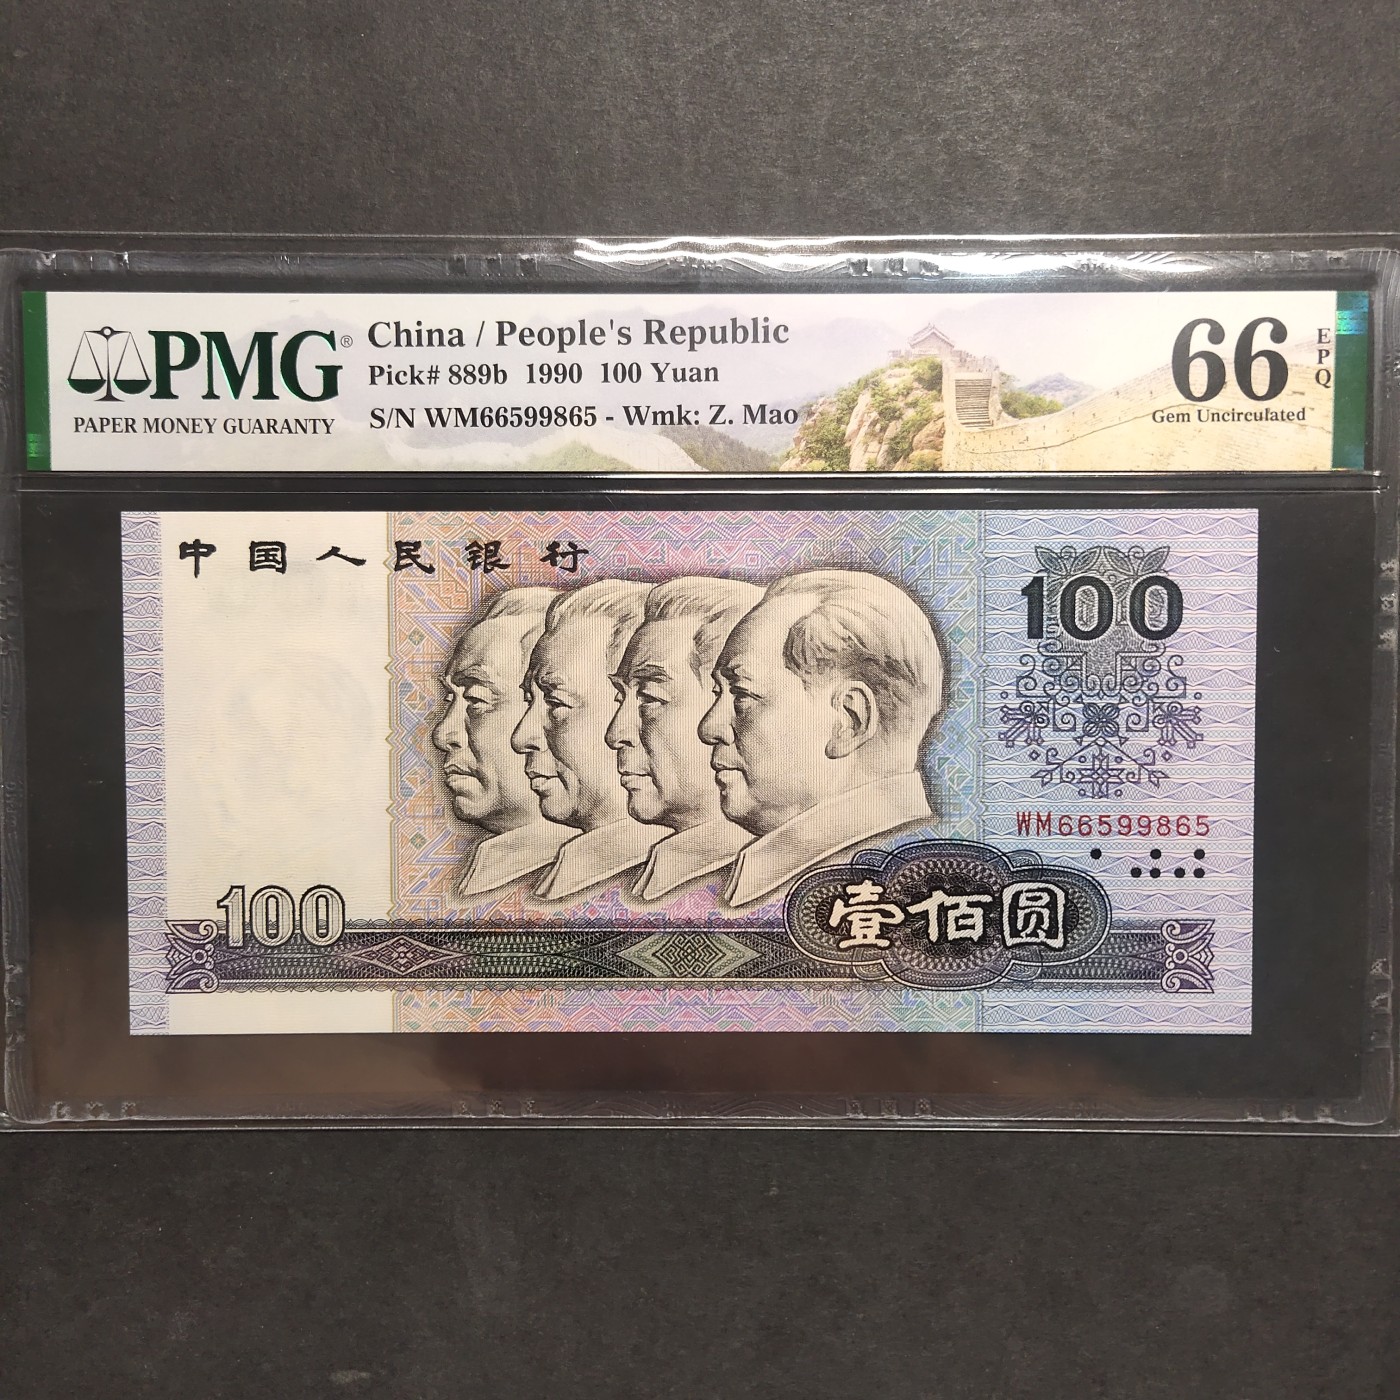 PMG®
PAPER MONEY GUARANTY
China / People's Republic
Pick# 889b 1990 100 Yuan
S/N WM66599865 - Wmk: Z. Mao
66
EPQ
Gem Uncirculated
中国人民银行
100
WM66599865
100
壹佰圆